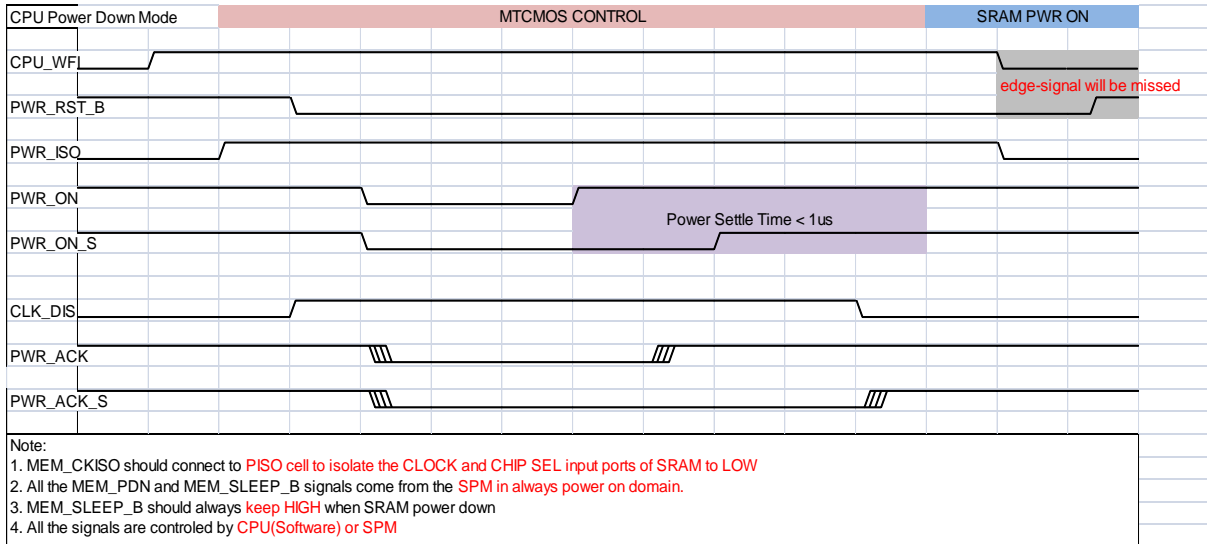 CPU Power Down Mode MTCMOS CONTROL SRAM PWR ON
CPU_WFI
edge-signal will be missed
PWR_RST_B
PWR_ISO
PWR_ON
Power Settle Time < 1us
PWR_ON_S
CLK_DIS
PWR_ACK
PWR_ACK_S
Note:
1. MEM_CKISO should connect to PISO cell to isolate the CLOCK and CHIP SEL input ports of SRAM to LOW
2. All the MEM_PDN and MEM_SLEEP_B signals come from the SPM in always power on domain.
3. MEM_SLEEP_B should always keep HIGH when SRAM power down
4. All the signals are controled by CPU(Software) or SPM